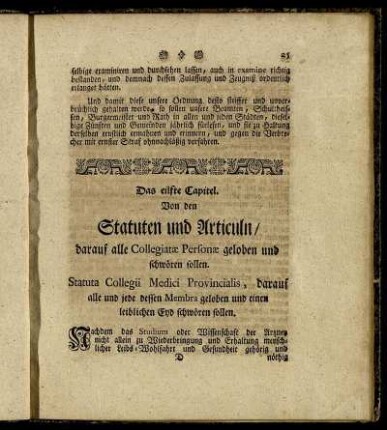 25
selbige examiniren und durchsehen lassen, auch in examine richtig
bestanden, und demnach dessen Zulassung und Zeugniß ordentlich
erlanget hätten.
Und damit diese unsere Ordnung desto steiffer und unver-
brüchlich gehalten werde, so sollen unsere Beamten, Schultheis-
sen, Burgermeister und Rath in allen und jeden Städten, diesel-
bige Zünften und Gemeinden jährlich fürlesen, und sie zu Haltung
derselben ernstlich ermahnen und erinnern, und gegen die Verbre-
cher mit ernster Straf ohnnachläßig verfahren.
Das eilfte Capitel.
Von den
Statuten und Articuln/
darauf alle Collegiatæ Personæ geloben und
schwören sollen.
Statuta Collegii Medici Provincialis, darauf
alle und jede dessen Membra geloben und einen
leiblichen Eyd schwören sollen.
Nachdem das Studium oder Wissenschaft der Arzney
nicht allein zu Wiederbringung und Erhaltung mensch-
licher Leibs-Wohlfahrt und Gesundheit gehörig und
D nöthig